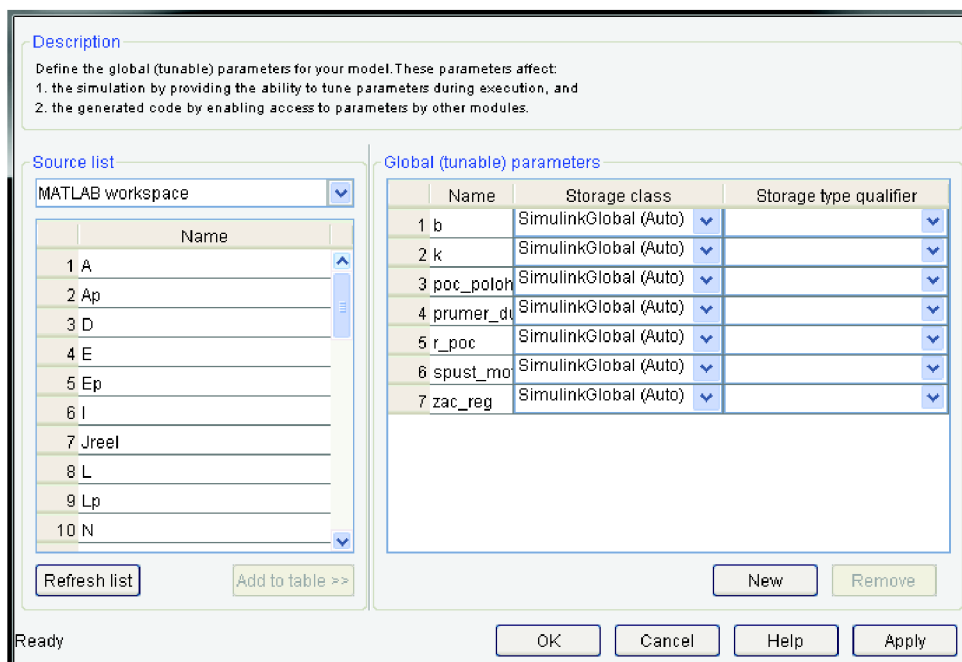 Description
Define the global (tunable) parameters for your model.These parameters affect:
1. the simulation by providing the ability to tune parameters during execution, and
2. the generated code by enabling access to parameters by other modules.
Source list
MATLAB workspace
Name
1 A
2 Ap
3 D
4 E
5 Ep
6 I
7 Jreel
8 L
9 Lp
10 N
Refresh list
Add to table >>
Global (tunable) parameters
Name Storage class Storage type qualifier
1 b SimulinkGlobal (Auto)
2 k SimulinkGlobal (Auto)
3 poc_poloh SimulinkGlobal (Auto)
4 prumer_du SimulinkGlobal (Auto)
5 r_poc SimulinkGlobal (Auto)
6 spust_mo SimulinkGlobal (Auto)
7 zac_reg SimulinkGlobal (Auto)
New Remove
Ready
OK Cancel Help Apply